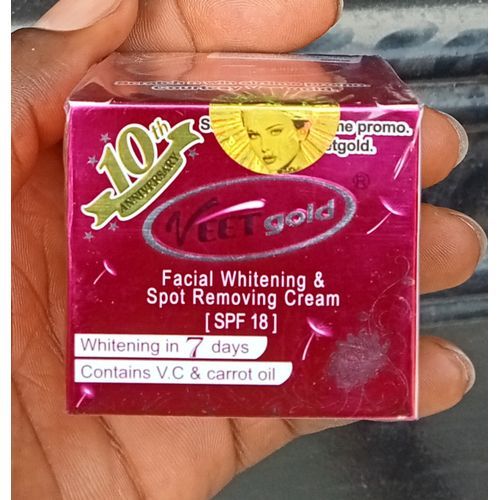 10th
ANNIVERSARY
S me promo.
etgold.
VEET gold ®
Facial Whitening &
Spot Removing Cream
[ SPF 18 ]
Whitening in 7 days
Contains V.C & carrot oil